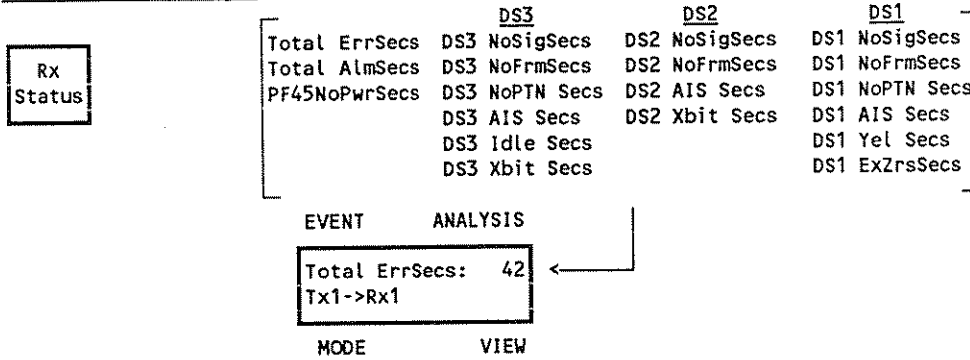 DS3 DS2 DS1
Total ErrSecs DS3 NoSigSecs DS2 NoSigSecs DS1 NoSigSecs
Rx Total AlmSecs DS3 NoFrmSecs DS2 NoFrmSecs DS1 NoFrmSecs
Status PF45NoPwrSecs DS3 NoPTN Secs DS2 AIS Secs DS1 NoPTN Secs
DS3 AIS Secs DS2 Xbit Secs DS1 AIS Secs
DS3 Idle Secs DS1 Yel Secs
DS3 Xbit Secs DS1 ExZrsSecs
EVENT ANALYSIS
Total ErrSecs: 42
Tx1->Rx1
MODE VIEW